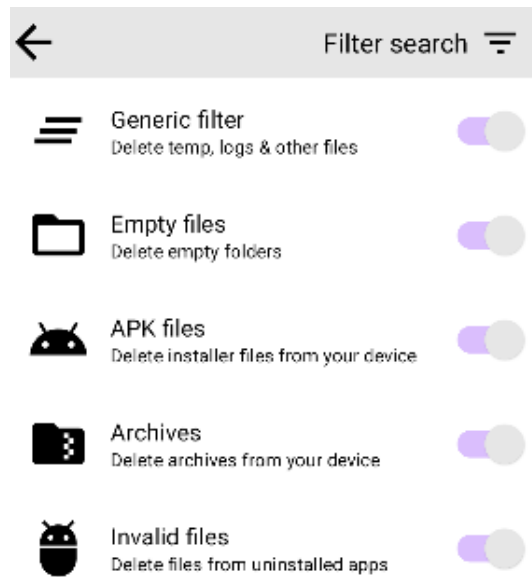 Filter search
Generic filter
Delete temp, logs & other files
Empty files
Delete empty folders
APK files
Delete installer files from your device
Archives
Delete archives from your device
Invalid files
Delete files from uninstalled apps